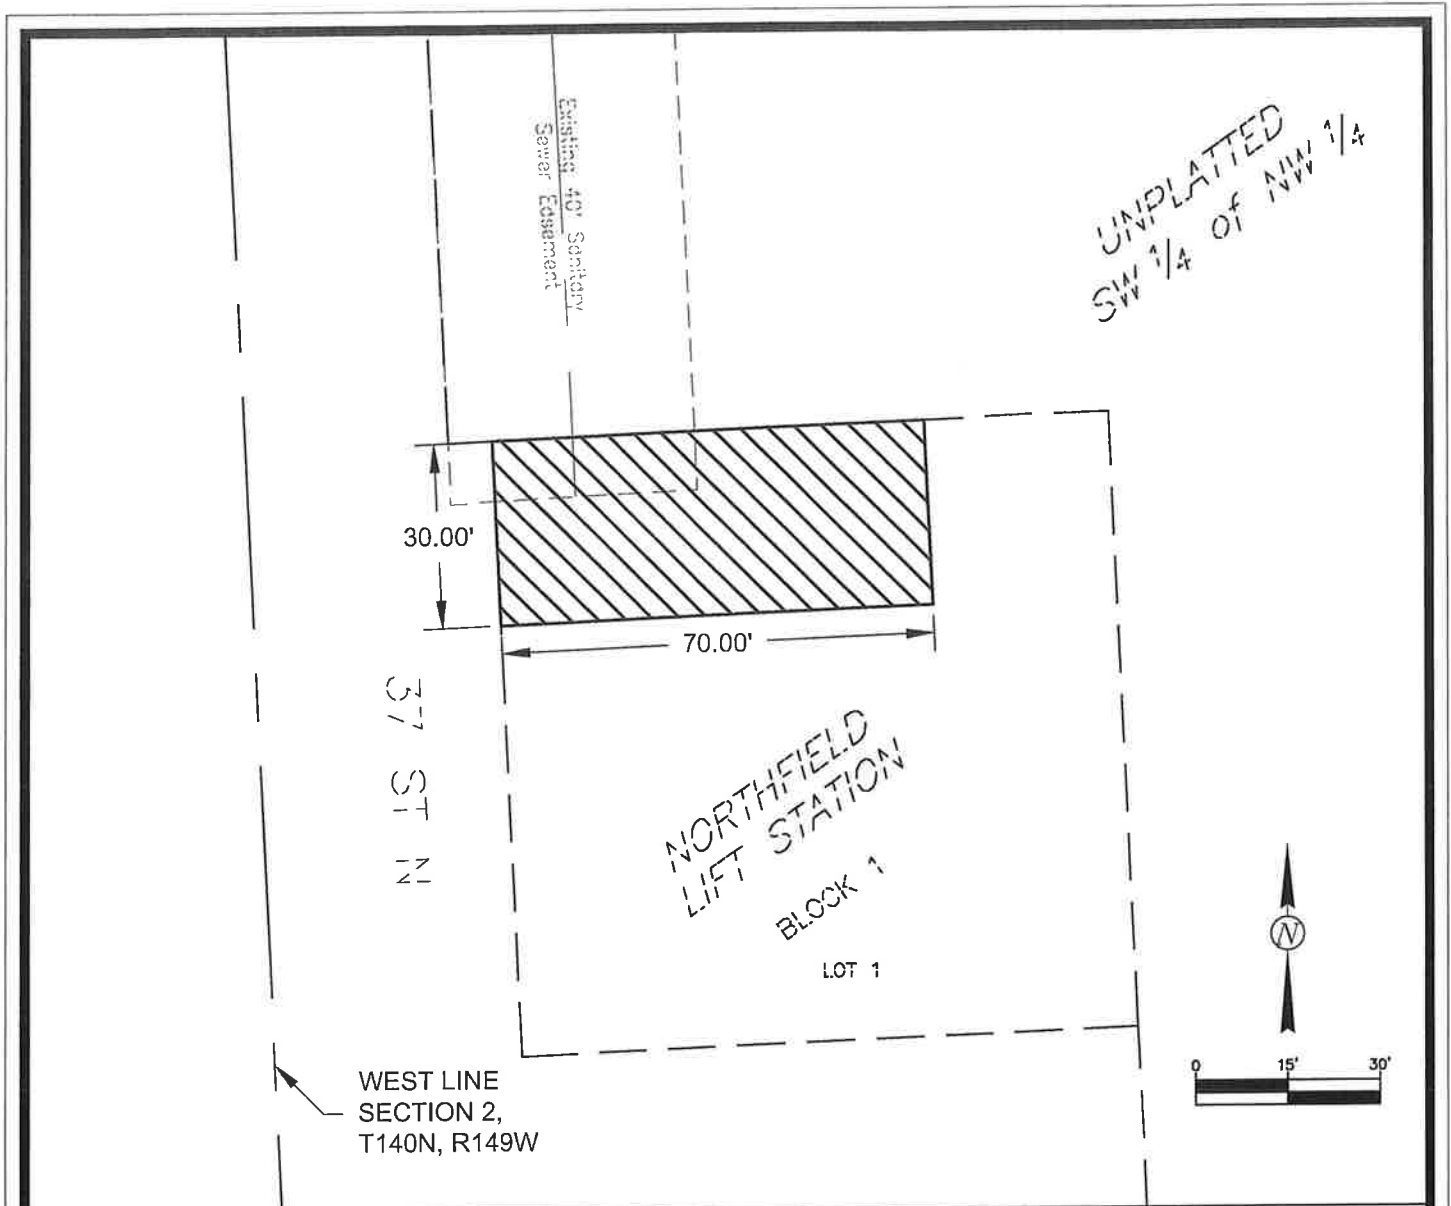 Existing 40' Sanitary
Sewer Easement
UNPLATTED
SW 1/4 of NW 1/4
30.00'
70.00'
37 ST N
NORTHFIELD
LIFT STATION
BLOCK 1
LOT 1
N
0 15' 30'
WEST LINE
SECTION 2,
T140N, R149W